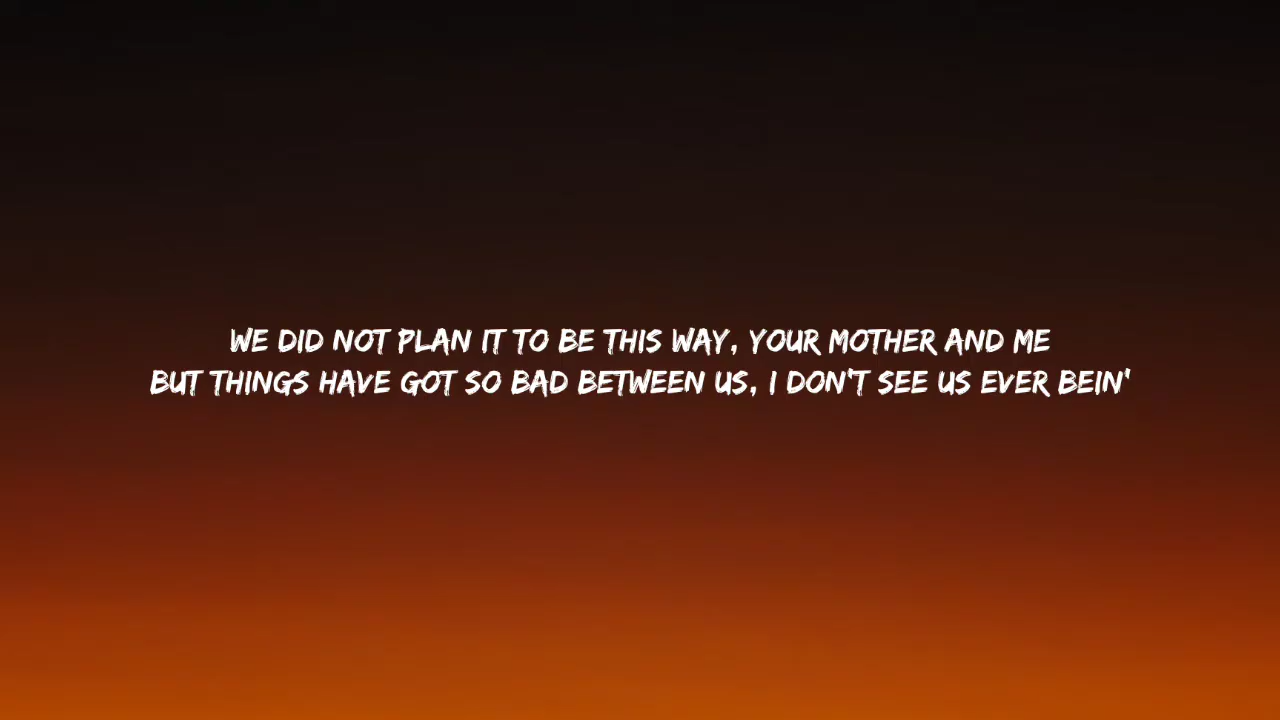 WE DID NOT PLAN IT TO BE THIS WAY, YOUR MOTHER AND ME
BUT THINGS HAVE GOT SO BAD BETWEEN US, I DON'T SEE US EVER BEIN'